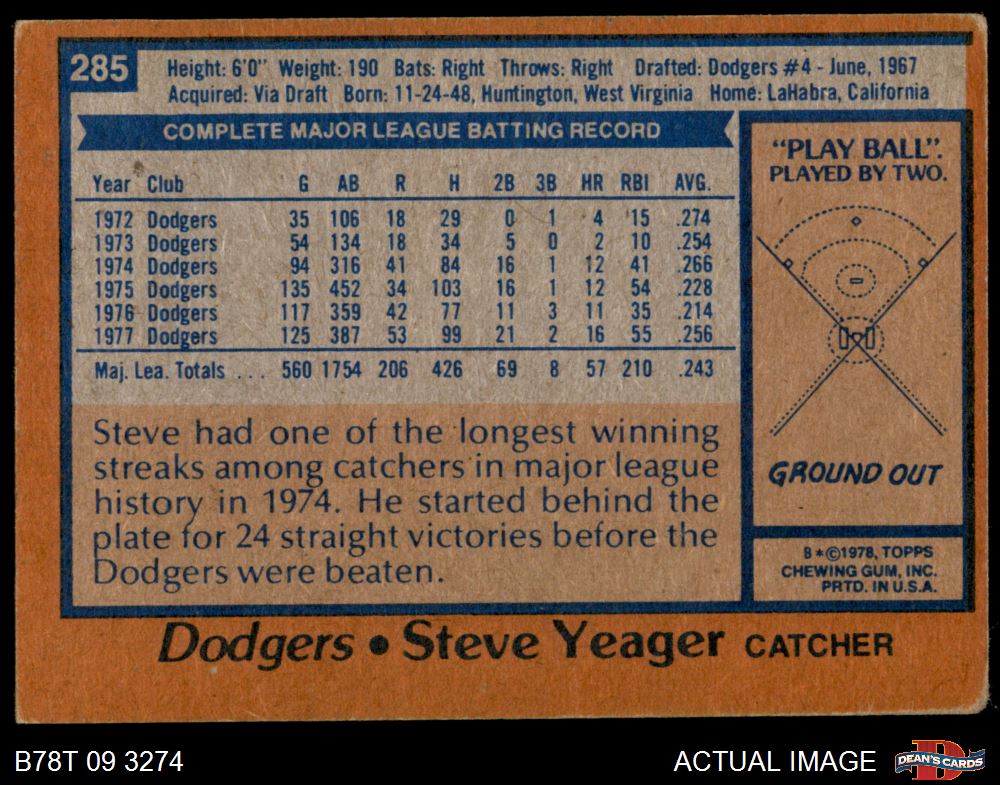 285
Height: 6'0" Weight: 190 Bats: Right Throws: Right Drafted: Dodgers #4 - June, 1967
Acquired: Via Draft Born: 11-24-48, Huntington, West Virginia Home: LaHabra, California
COMPLETE MAJOR LEAGUE BATTING RECORD
Year Club G AB R H 2B 3B HR RBI AVG.
1972 Dodgers 35 106 18 29 0 1 4 15 .274
1973 Dodgers 54 134 18 34 5 0 2 10 .254
1974 Dodgers 94 316 41 84 16 1 12 41 .266
1975 Dodgers 135 452 34 103 16 1 12 54 .228
1976 Dodgers 117 359 42 77 11 3 11 35 .214
1977 Dodgers 125 387 53 99 21 2 16 55 .256
Maj. Lea. Totals ... 560 1754 206 426 69 8 57 210 .243
Steve had one of the longest winning
streaks among catchers in major league
history in 1974. He started behind the
plate for 24 straight victories before the
Dodgers were beaten.
"PLAY BALL".
PLAYED BY TWO.
GROUND OUT
B*©1978, TOPPS
CHEWING GUM, INC.
PRTD. IN U.S.A.
Dodgers • Steve Yeager CATCHER
B78T 09 3274
ACTUAL IMAGE
D
DEAN'S CARDS